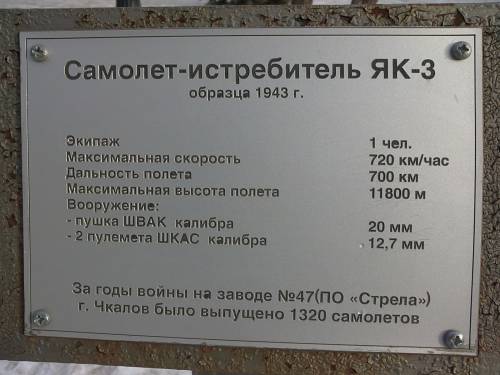 Самолет-истребитель ЯК-3
образца 1943 г.
Экипаж 1 чел.
Максимальная скорость 720 км/час
Дальность полета 700 км
Максимальная высота полета 11800 м
Вооружение:
- пушка ШВАК калибра 20 мм
- 2 пулемета ШКАС калибра 12,7 мм
За годы войны на заводе №47(ПО «Стрела»)
г. Чкалов было выпущено 1320 самолетов